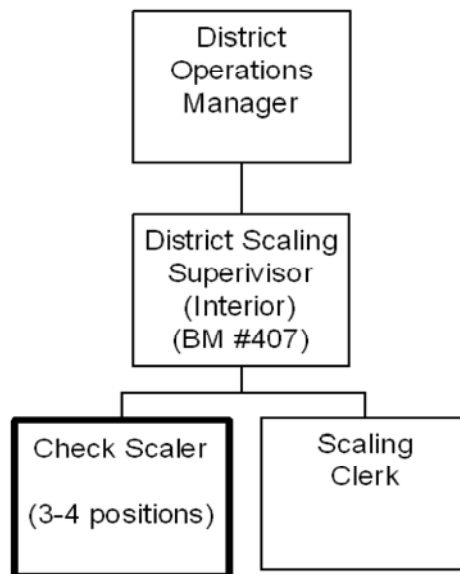 District
Operations
Manager
District Scaling
Superivisor
(Interior)
(BM #407)
Check Scaler
(3-4 positions)
Scaling
Clerk